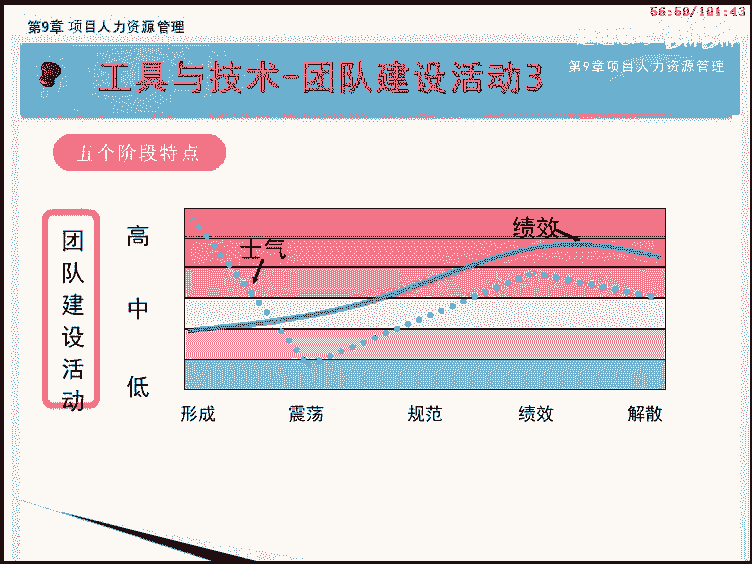 56:50/101:43
第9章 项目人力资源管理
工具与技术-团队建设活动3
第9章项目人力资源管理
五个阶段特点
团队建设活动
高
中
低
士气
绩效
形成 震荡 规范 绩效 解散